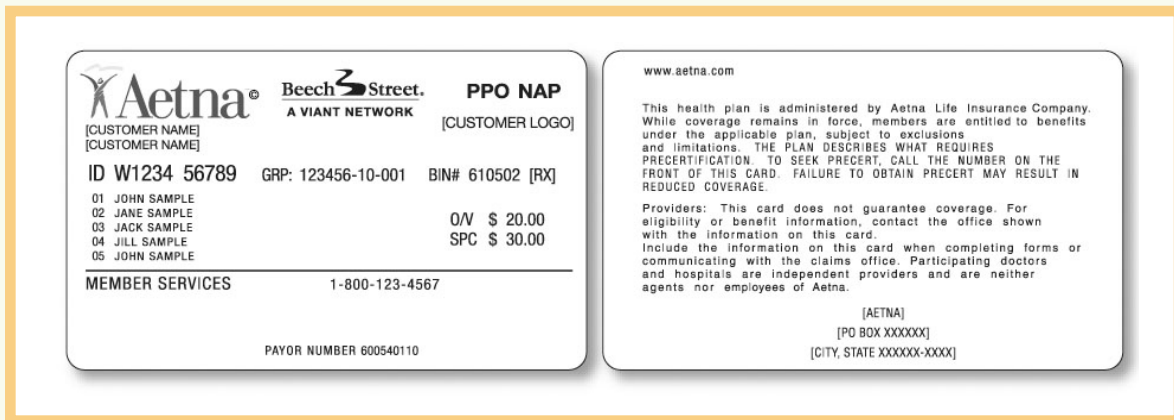 Aetna©
Beech Street.
A VIANT NETWORK
PPO NAP
[CUSTOMER LOGO]
[CUSTOMER NAME]
[CUSTOMER NAME]
ID W1234 56789 GRP: 123456-10-001 BIN# 610502 [RX]
01 JOHN SAMPLE
02 JANE SAMPLE
03 JACK SAMPLE
04 JILL SAMPLE
05 JOHN SAMPLE
O/V $ 20.00
SPC $ 30.00
MEMBER SERVICES 1-800-123-4567
PAYOR NUMBER 600540110
www.aetna.com
This health plan is administered by Aetna Life Insurance Company.
While coverage remains in force, members are entitled to benefits
under the applicable plan, subject to exclusions
and limitations. THE PLAN DESCRIBES WHAT REQUIRES
PRECERTIFICATION. TO SEEK PRECERT, CALL THE NUMBER ON THE
FRONT OF THIS CARD. FAILURE TO OBTAIN PRECERT MAY RESULT IN
REDUCED COVERAGE.
Providers: This card does not guarantee coverage. For
eligibility or benefit information, contact the office shown
with the information on this card.
Include the information on this card when completing forms or
communicating with the claims office. Participating doctors
and hospitals are independent providers and are neither
agents nor employees of Aetna.
[AETNA]
[PO BOX XXXXXX]
[CITY, STATE XXXXXX-XXXX]